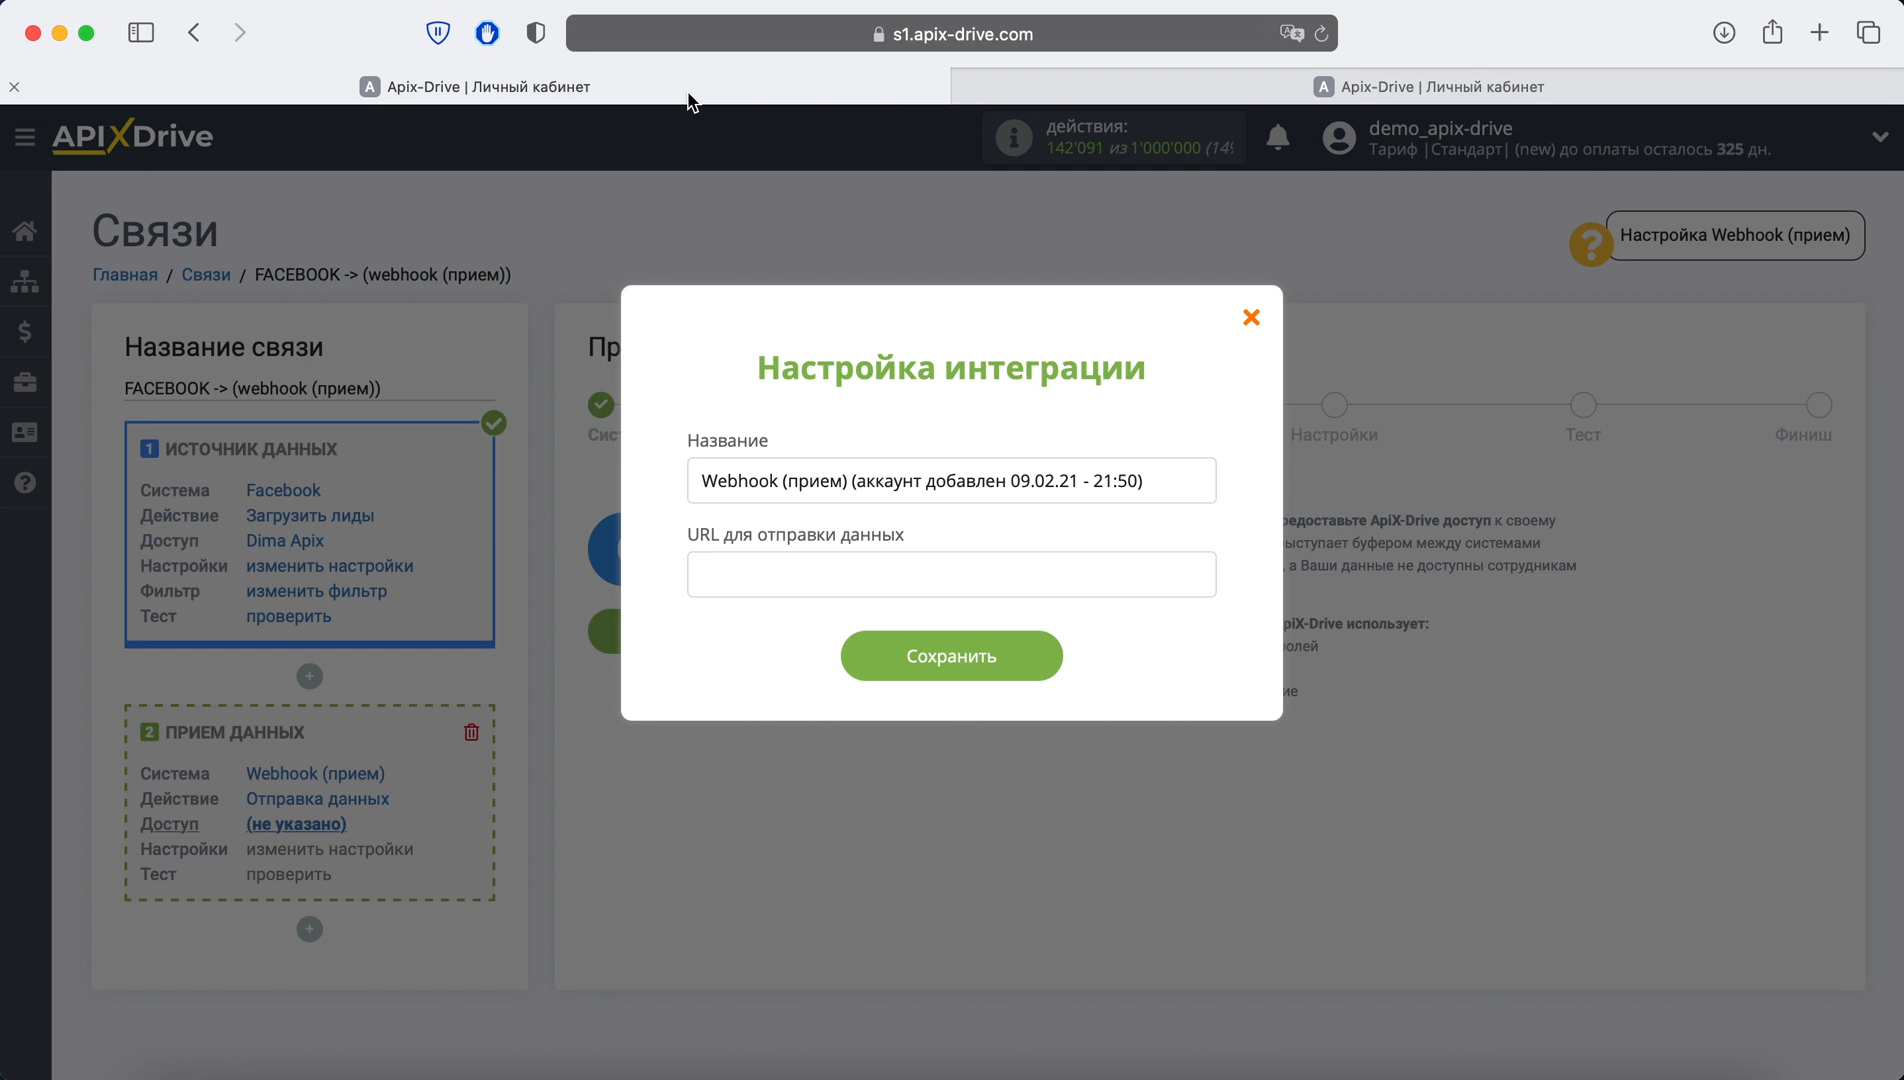 s1.apix-drive.com
Apix-Drive | Личный кабинет
Apix-Drive | Личный кабинет
APIXDrive
действия:
142'091 из 1'000'000 (14
demo_apix-drive
Тариф |Стандарт| (new) до оплаты осталось 325 дн.
Связи
Настройка Webhook (прием)
Главная / Связи / FACEBOOK -> (webhook (прием))
Название связи
FACEBOOK -> (webhook (прием))
1 ИСТОЧНИК ДАННЫХ
Система Facebook
Действие Загрузить лиды
Доступ Dima Apix
Настройки изменить настройки
Фильтр изменить фильтр
Тест проверить
2 ПРИЕМ ДАННЫХ
Система Webhook (прием)
Действие Отправка данных
Доступ (не указано)
Настройки изменить настройки
Тест проверить
Пр
Сис
Настройки
Тест
Финиш
едоставьте ApiX-Drive доступ к своему
ыступает буфером между системами
, а Ваши данные не доступны сотрудникам
piX-Drive использует:
ролей
ие
Настройка интеграции
Название
Webhook (прием) (аккаунт добавлен 09.02.21 - 21:50)
URL для отправки данных
Сохранить